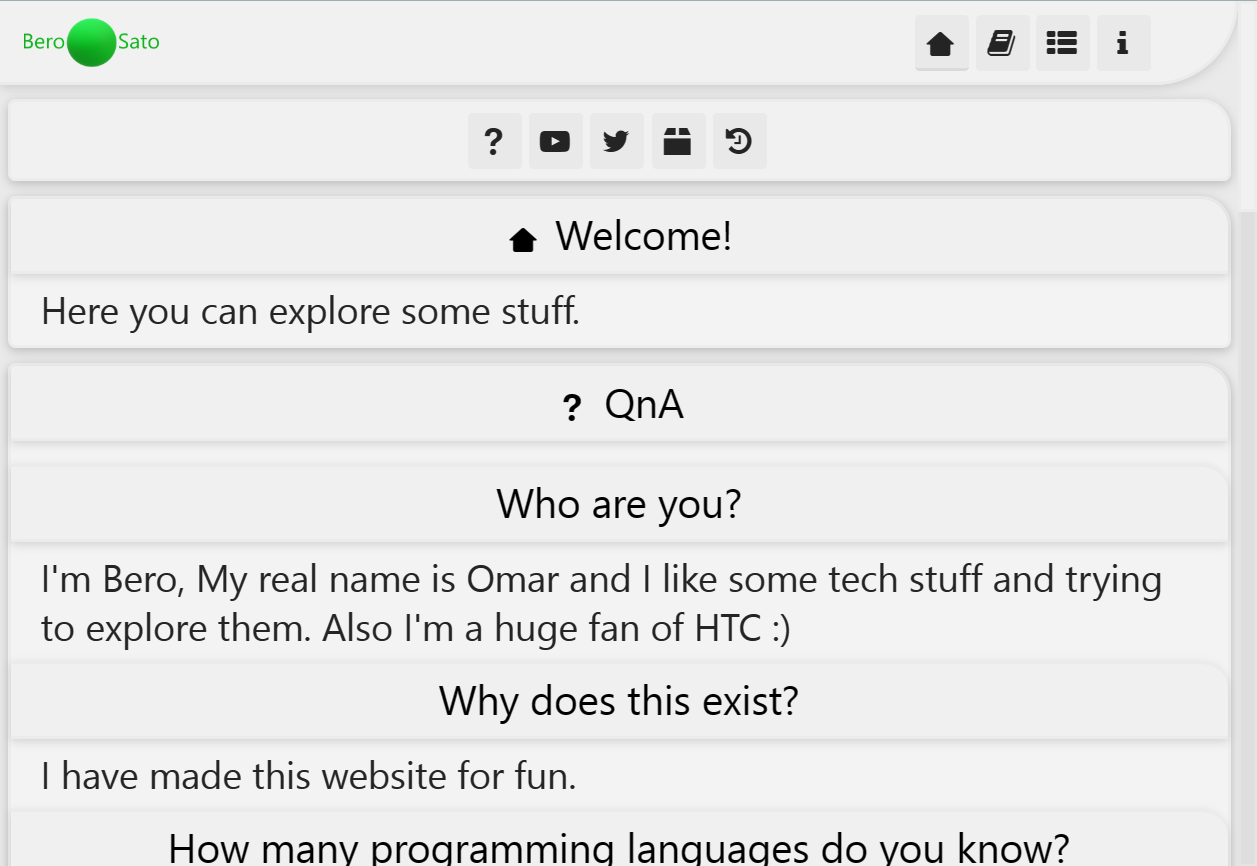 Bero Sato
Welcome!
Here you can explore some stuff.
? QnA
Who are you?
I'm Bero, My real name is Omar and I like some tech stuff and trying
to explore them. Also I'm a huge fan of HTC :)
Why does this exist?
I have made this website for fun.
How many programming languages do you know?